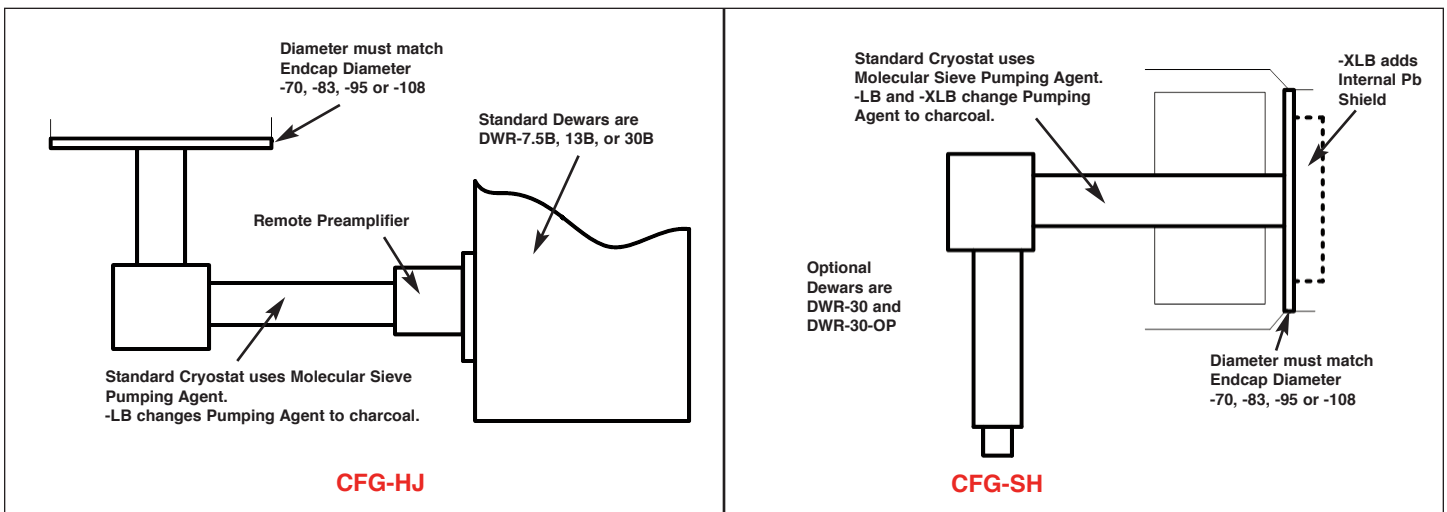 Diameter must match
Endcap Diameter
-70, -83, -95 or -108
Standard Dewars are
DWR-7.5B, 13B, or 30B
Remote Preamplifier
Standard Cryostat uses Molecular Sieve
Pumping Agent.
-LB changes Pumping Agent to charcoal.
CFG-HJ
Standard Cryostat uses
Molecular Sieve Pumping Agent.
-LB and -XLB change Pumping
Agent to charcoal.
-XLB adds
Internal Pb
Shield
Optional
Dewars are
DWR-30 and
DWR-30-OP
Diameter must match
Endcap Diameter
-70, -83, -95 or -108
CFG-SH